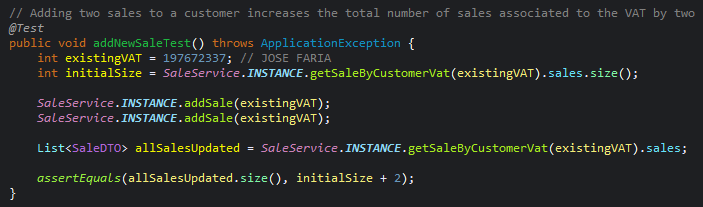 // Adding two sales to a customer increases the total number of sales associated to the VAT by two
@Test
public void addNewSaleTest() throws ApplicationException {
    int existingVAT = 197672337; // JOSE FARIA
    int initialSize = SaleService.INSTANCE.getSaleByCustomerVat(existingVAT).sales.size();

    SaleService.INSTANCE.addSale(existingVAT);
    SaleService.INSTANCE.addSale(existingVAT);

    List<SaleDTO> allSalesUpdated = SaleService.INSTANCE.getSaleByCustomerVat(existingVAT).sales;

    assertEquals(allSalesUpdated.size(), initialSize + 2);
}